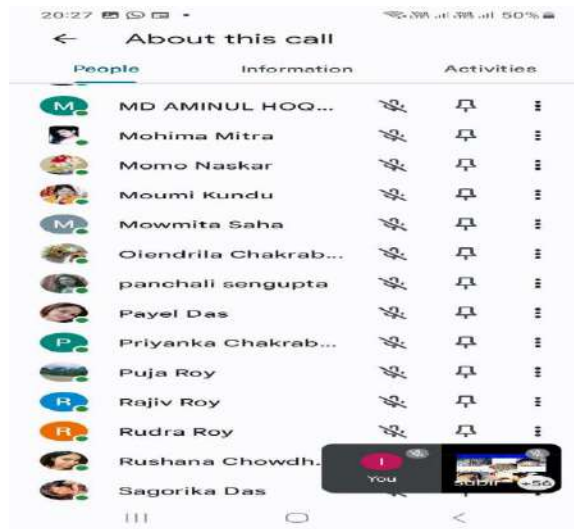 20:27 50%
← About this call
People Information Activities
M MD AMINUL HOQ...
Mohima Mitra
Momo Naskar
Moumi Kundu
M Mowmita Saha
Oiendrila Chakrab...
panchali sengupta
Payel Das
P Priyanka Chakrab...
Puja Roy
R Rajiv Roy
R Rudra Roy
Rushana Chowdh.
I
You subir +56
Sagorika Das